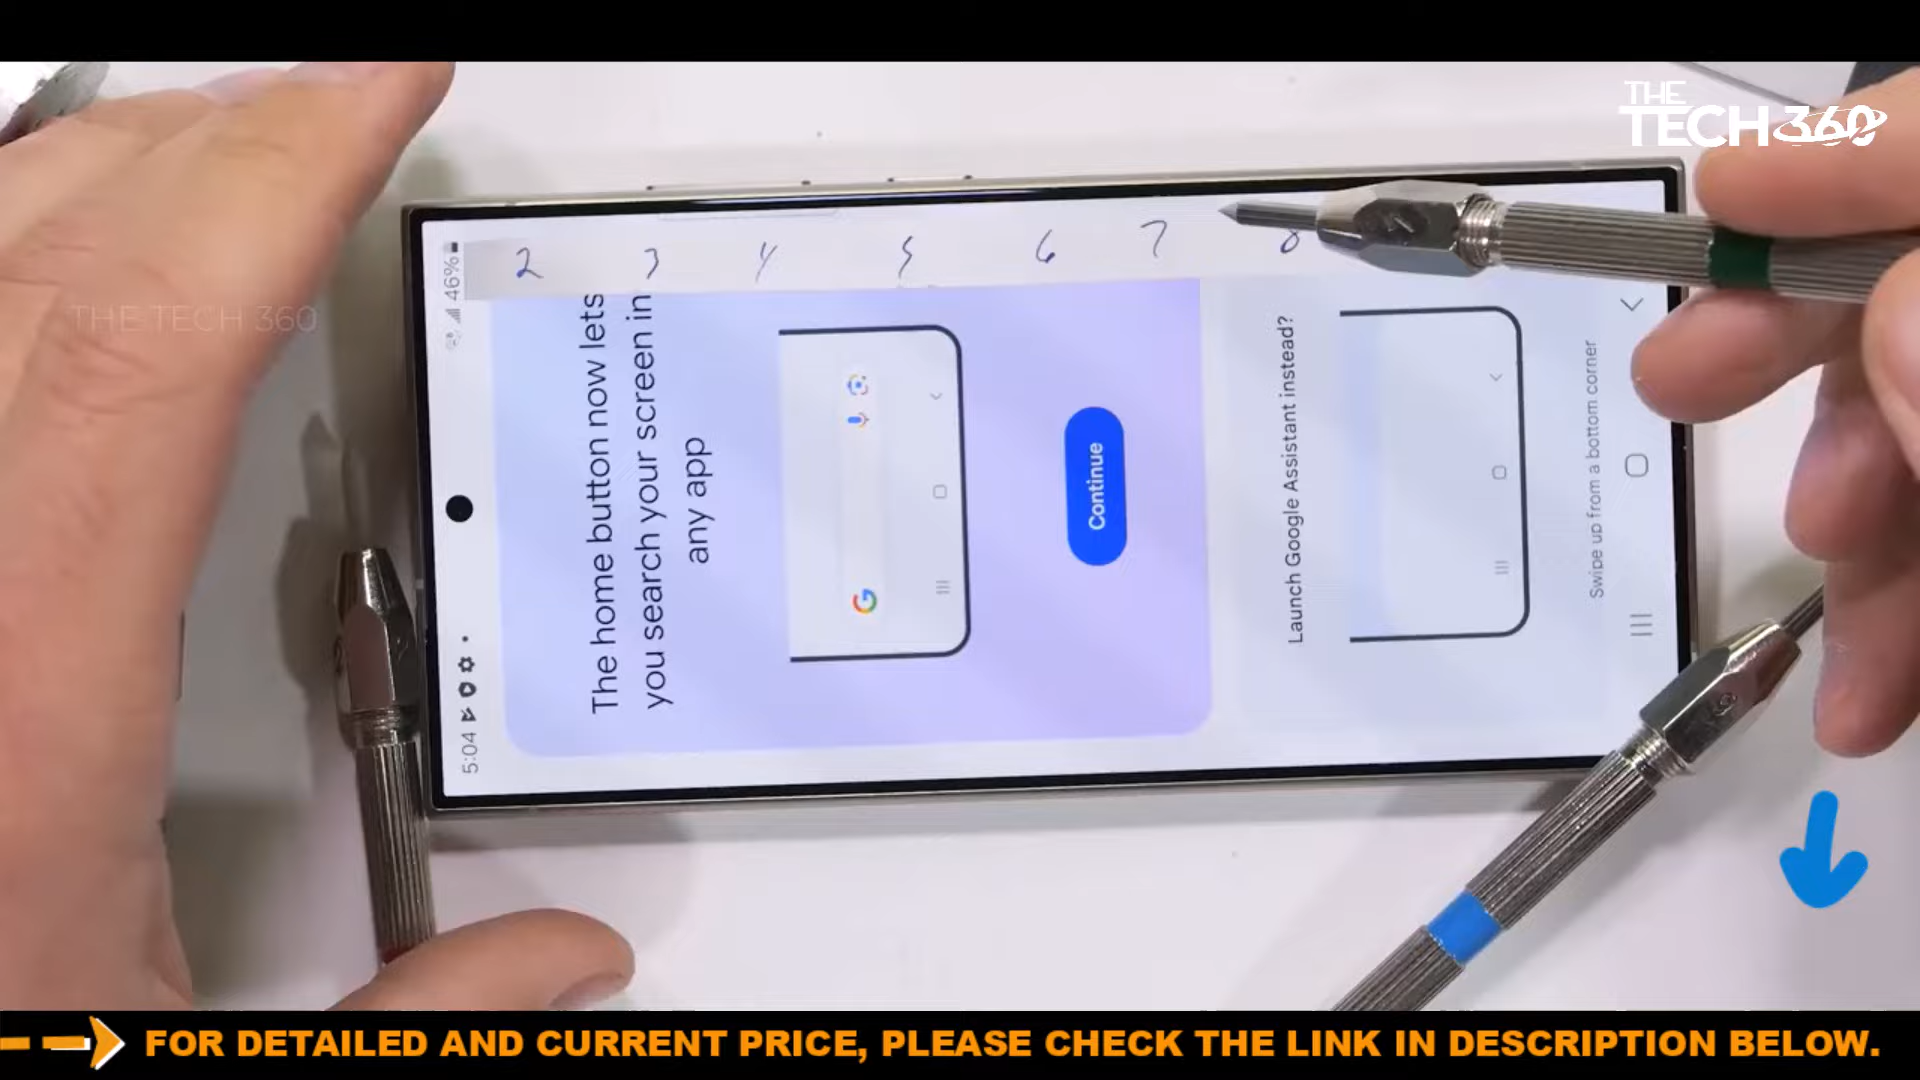 THE
TECH 360
THE TECH 360
2 3 4 5 6 7 8
5:04
46%
The home button now lets
you search your screen in
any app
G
Continue
Launch Google Assistant instead?
Swipe up from a bottom corner
FOR DETAILED AND CURRENT PRICE, PLEASE CHECK THE LINK IN DESCRIPTION BELOW.